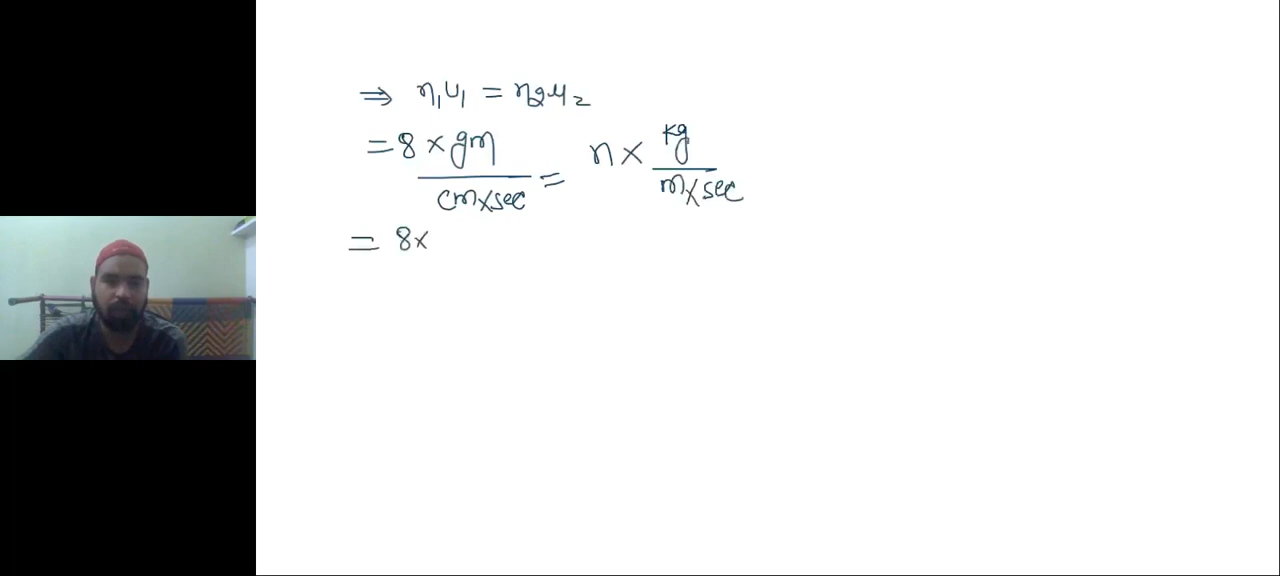 ⇒ n₁u₁ = n₂u₂
= 8 × gm / cm×sec = n × kg / m×sec
= 8×